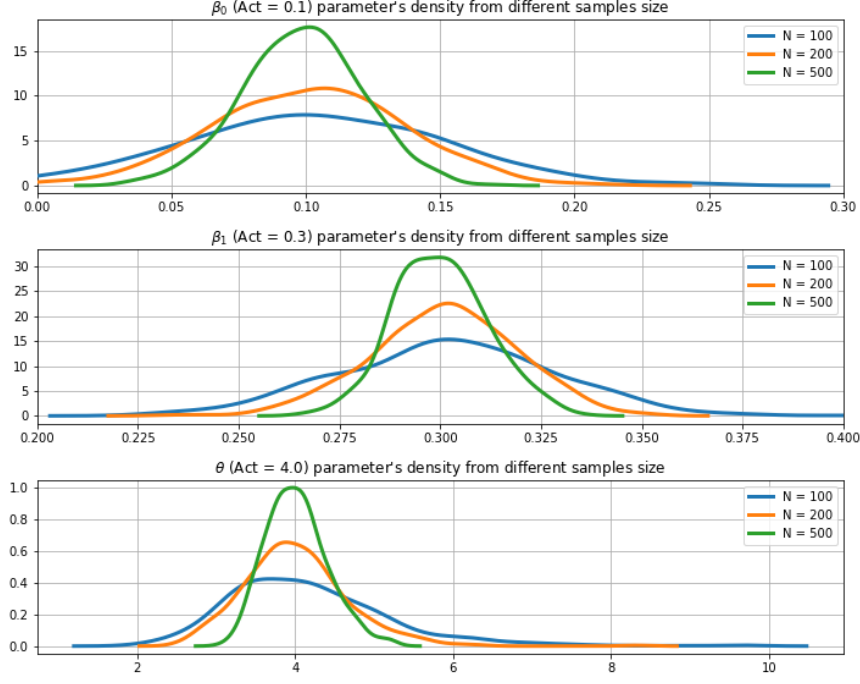 β₀ (Act = 0.1) parameter's density from different samples size
15
10
5
0
N = 100
N = 200
N = 500
0.00 0.05 0.10 0.15 0.20 0.25 0.30
β₁ (Act = 0.3) parameter's density from different samples size
30
25
20
15
10
5
0
N = 100
N = 200
N = 500
0.200 0.225 0.250 0.275 0.300 0.325 0.350 0.375 0.400
θ (Act = 4.0) parameter's density from different samples size
1.0
0.8
0.6
0.4
0.2
0.0
N = 100
N = 200
N = 500
2 4 6 8 10